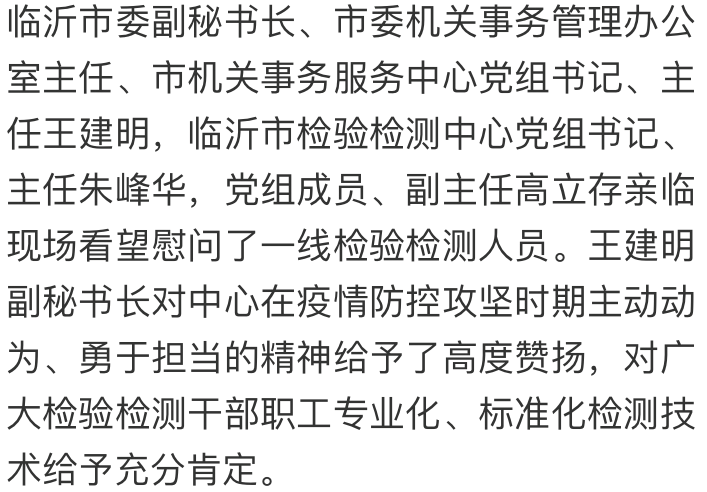 临沂市委副秘书长、市委机关事务管理办公
室主任、市机关事务服务中心党组书记、主
任王建明，临沂市检验检测中心党组书记、
主任朱峰华，党组成员、副主任高立存亲临
现场看望慰问了一线检验检测人员。王建明
副秘书长对中心在疫情防控攻坚时期主动动
为、勇于担当的精神给予了高度赞扬，对广
大检验检测干部职工专业化、标准化检测技
术给予充分肯定。